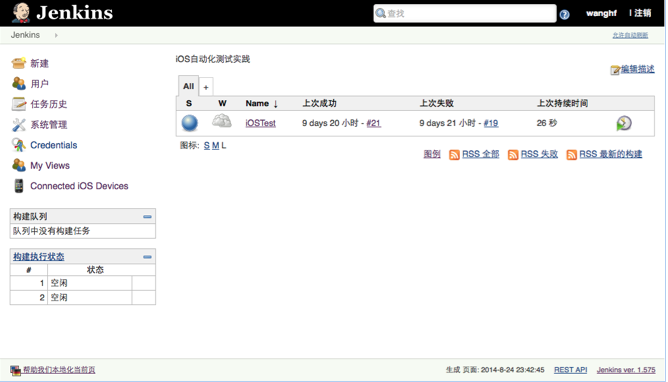 Jenkins
查找
wanghf
注销
Jenkins
允许自动刷新
新建
用户
任务历史
系统管理
Credentials
My Views
Connected iOS Devices
构建队列
队列中没有构建任务
构建执行状态
# 状态
1 空闲
2 空闲
iOS自动化测试实践
编辑描述
All +
S W Name ↓ 上次成功 上次失败 上次持续时间
iOSTest 9 days 20 小时 - #21 9 days 21 小时 - #19 26 秒
图标: S M L
图例 RSS 全部 RSS 失败 RSS 最新的构建
帮助我们本地化当前页
生成 页面: 2014-8-24 23:42:45 REST API Jenkins ver. 1.575